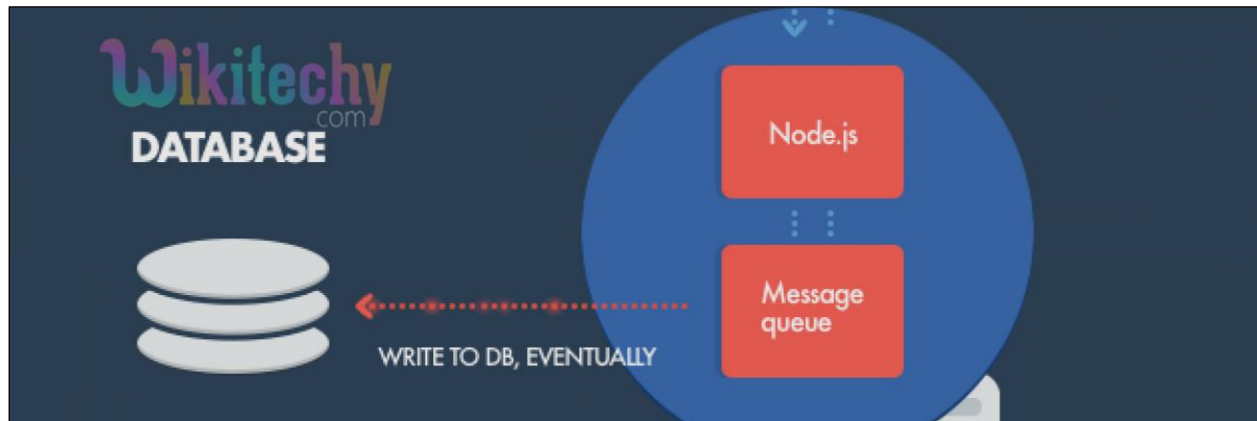 Wikitechy
.com
DATABASE
Node.js
Message
queue
WRITE TO DB, EVENTUALLY